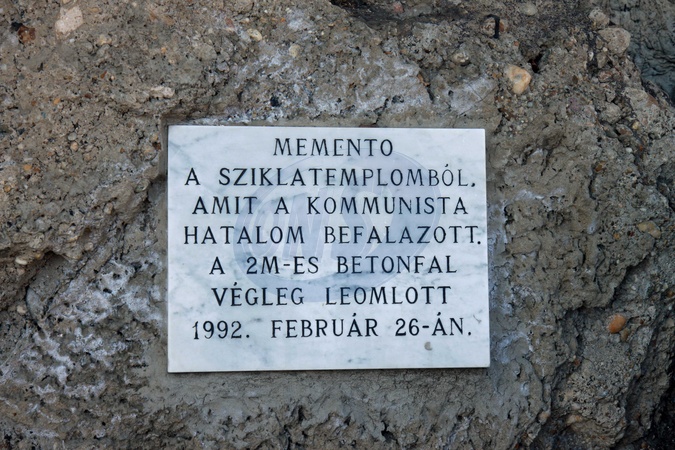 MEMENTO
A SZIKLATEMPLOMBÓL.
AMIT A KOMMUNISTA
HATALOM BEFALAZOTT.
A 2M-ES BETONFAL
VÉGLEG LEOMLOTT
1992. FEBRUÁR 26-ÁN.